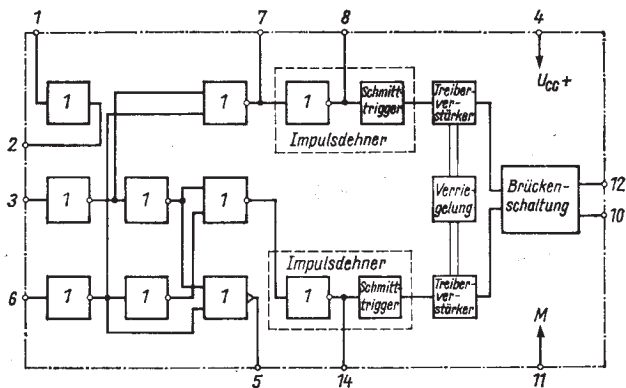 1
7
8
4
1
1
1
Schmitt-
trigger
Treiber-
ver-
stärker
Ucc+
Impulsdehner
2
3
1
1
1
Verrie-
gelung
Brücken-
schaltung
12
10
Impulsdehner
6
1
1
1
1
Schmitt-
trigger
Treiber-
ver-
stärker
M
5
14
11